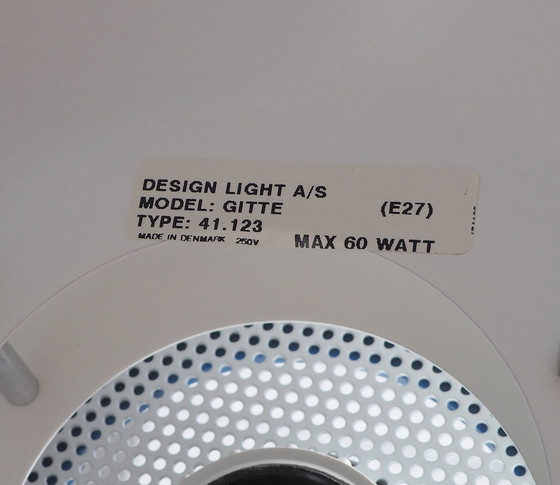 DESIGN LIGHT A/S
MODEL: GITTE (E27)
TYPE: 41.123
MADE IN DENMARK 250V MAX 60 WATT